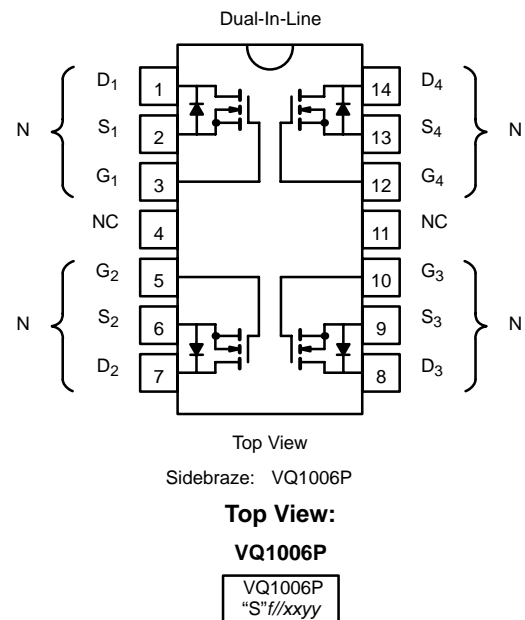 Dual-In-Line
D1 1 14 D4
N S1 2 13 S4 N
G1 3 12 G4
NC 4 11 NC
G2 5 10 G3
N S2 6 9 S3 N
D2 7 8 D3
Top View
Sidebraze: VQ1006P
Top View:
VQ1006P
VQ1006P
“S”f//xxyy